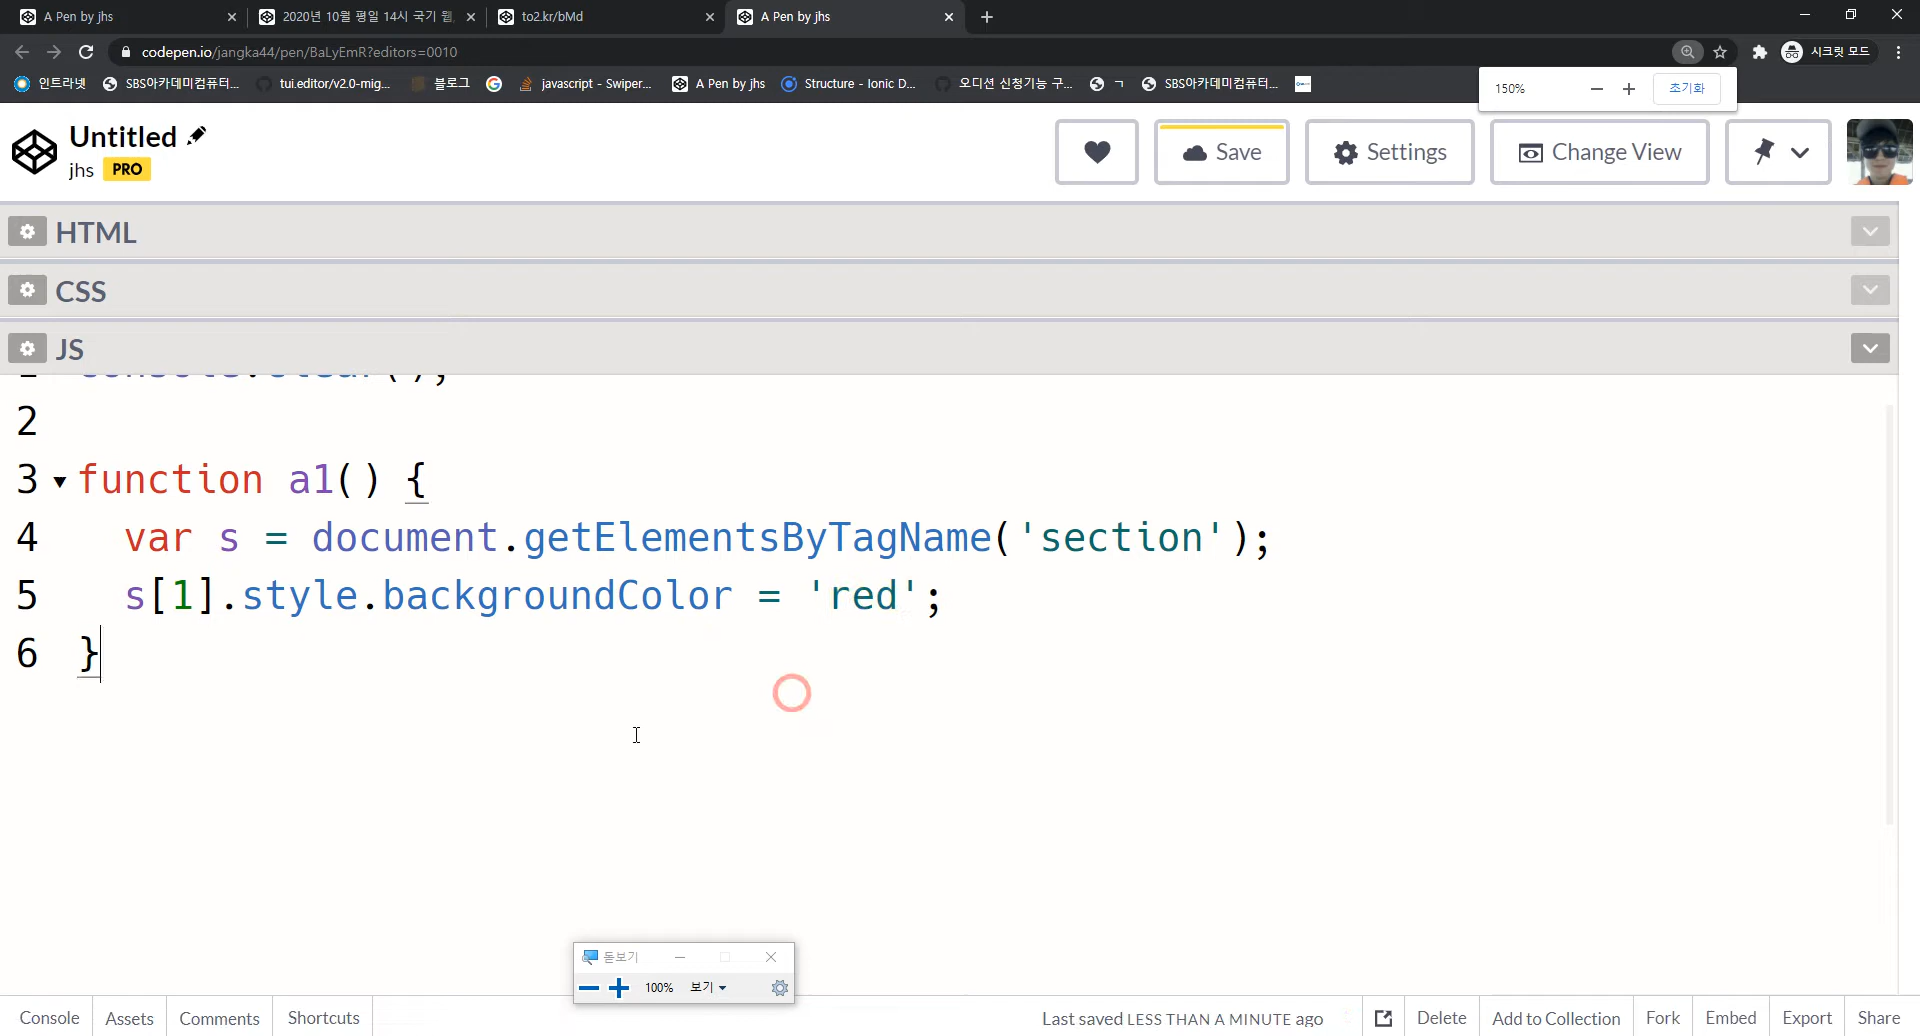 A Pen by jhs
2020년 10월 평일 14시 국기 웹
to2.kr/bMd
A Pen by jhs
codepen.io/jangka44/pen/BaLyEmR?editors=0010
시크릿 모드
인트라넷
SBS아카데미컴퓨터...
tui.editor/v2.0-mig...
블로그
javascript - Swiper...
A Pen by jhs
Structure - Ionic D...
오디션 신청기능 구...
ㄱ
SBS아카데미컴퓨터...
150%
초기화
Untitled
jhs PRO
Save
Settings
Change View
HTML
CSS
JS
1 console.clear();
2
3 function a1() {
4 var s = document.getElementsByTagName('section');
5 s[1].style.backgroundColor = 'red';
6 }
돋보기
100% 보기
Console Assets Comments Shortcuts
Last saved LESS THAN A MINUTE ago
Delete Add to Collection Fork Embed Export Share